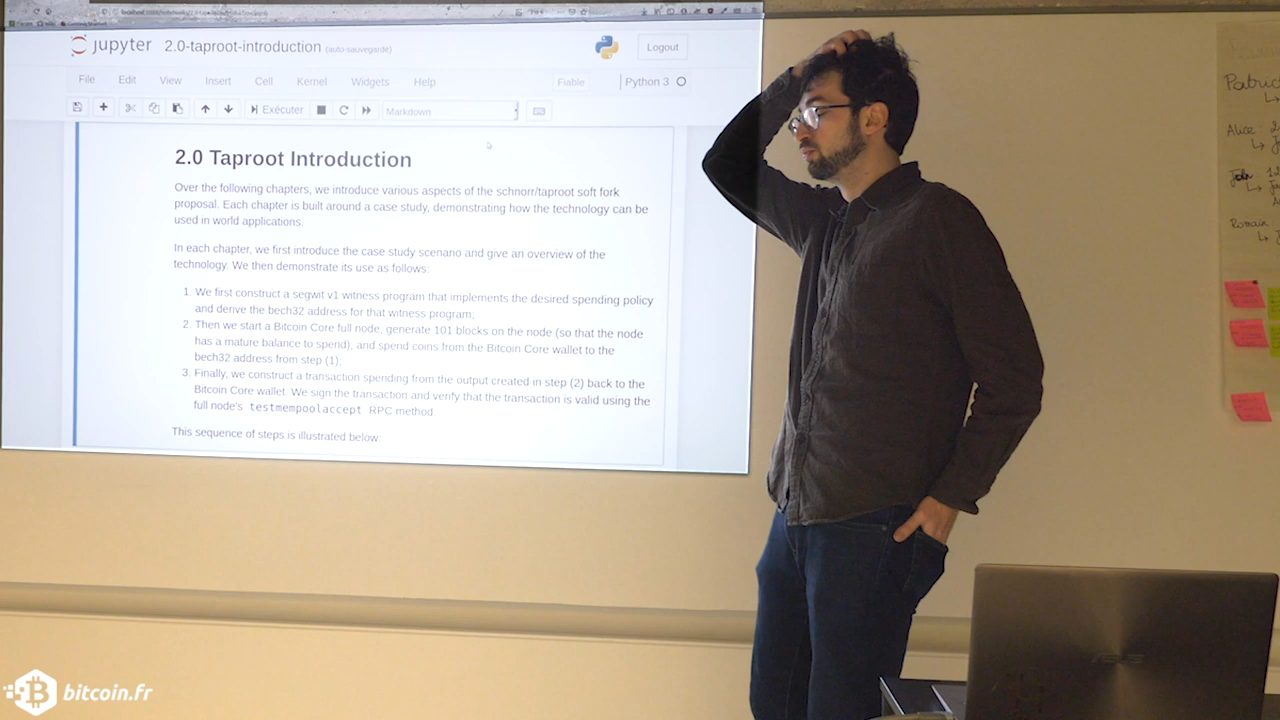 jupyter 2.0-taproot-introduction (auto-sauvegardé)
Logout
File Edit View Insert Cell Kernel Widgets Help
Fiable
Python 3
Exécuter
Markdown
2.0 Taproot Introduction
Over the following chapters, we introduce various aspects of the schnorr/taproot soft fork
proposal. Each chapter is built around a case study, demonstrating how the technology can be
used in world applications.
In each chapter, we first introduce the case study scenario and give an overview of the
technology. We then demonstrate its use as follows:
1. We first construct a segwit v1 witness program that implements the desired spending policy
and derive the bech32 address for that witness program;
2. Then we start a Bitcoin Core full node, generate 101 blocks on the node (so that the node
has a mature balance to spend), and spend coins from the Bitcoin Core wallet to the
bech32 address from step (1);
3. Finally, we construct a transaction spending from the output created in step (2) back to the
Bitcoin Core wallet. We sign the transaction and verify that the transaction is valid using the
full node's testmempoolaccept RPC method.
This sequence of steps is illustrated below:
Patric
Alice :
John
Romain
ASUS
bitcoin.fr